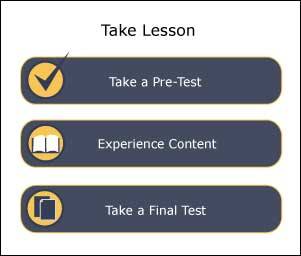 Take Lesson
Take a Pre-Test
Experience Content
Take a Final Test